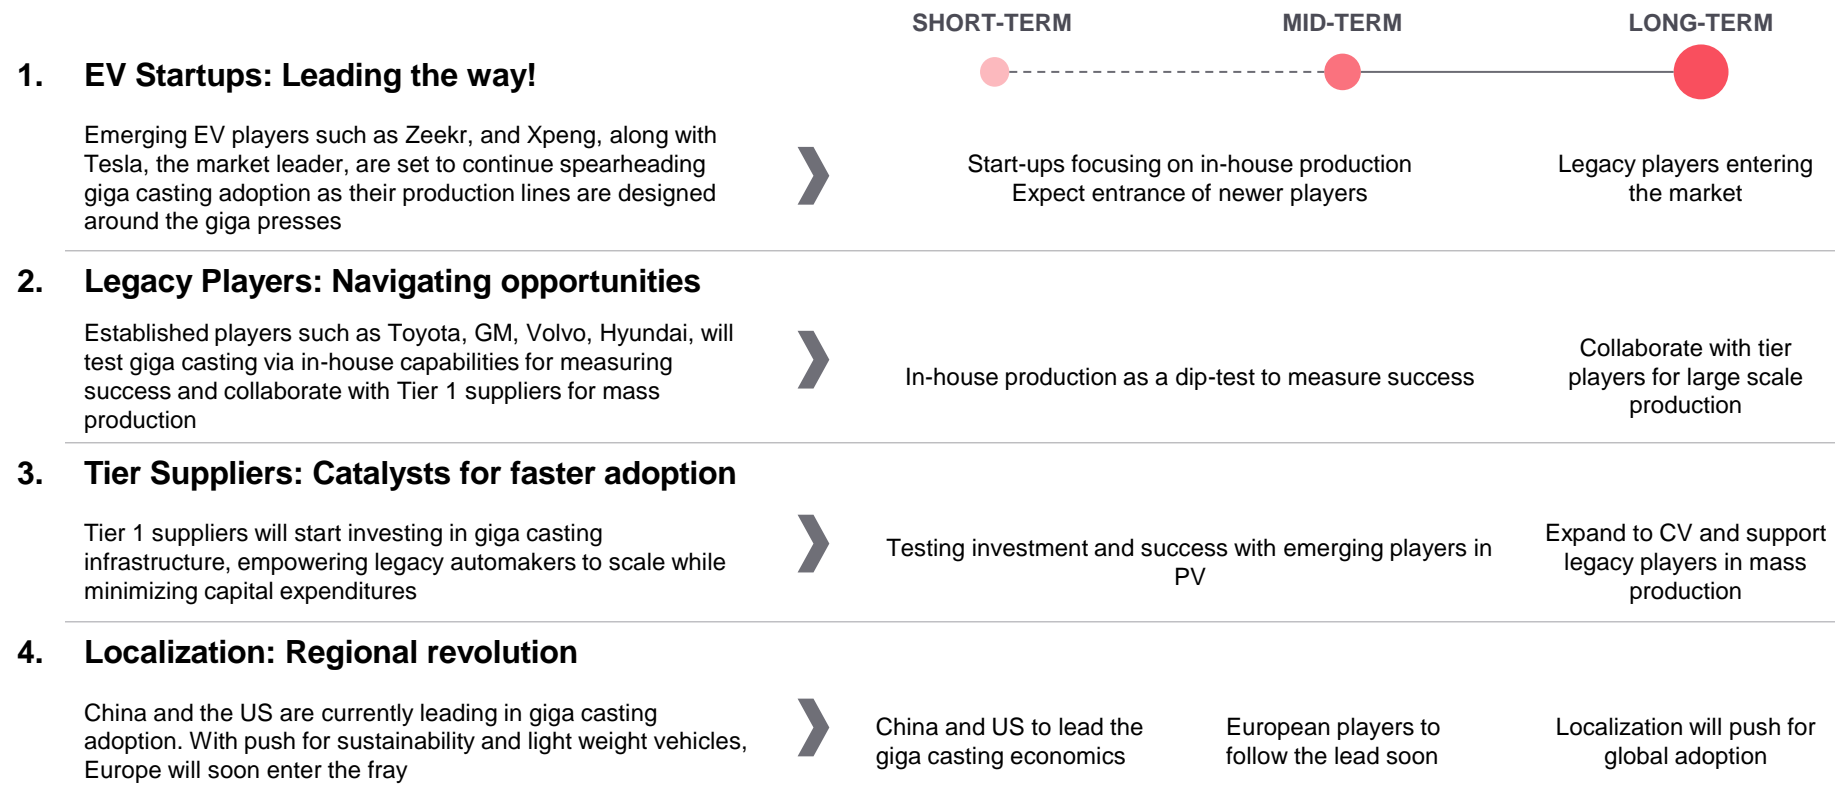 SHORT-TERM
MID-TERM
LONG-TERM
1. EV Startups: Leading the way!
Emerging EV players such as Zeekr, and Xpeng, along with
Tesla, the market leader, are set to continue spearheading
giga casting adoption as their production lines are designed
around the giga presses
Start-ups focusing on in-house production
Expect entrance of newer players
Legacy players entering
the market
2. Legacy Players: Navigating opportunities
Established players such as Toyota, GM, Volvo, Hyundai, will
test giga casting via in-house capabilities for measuring
success and collaborate with Tier 1 suppliers for mass
production
In-house production as a dip-test to measure success
Collaborate with tier
players for large scale
production
3. Tier Suppliers: Catalysts for faster adoption
Tier 1 suppliers will start investing in giga casting
infrastructure, empowering legacy automakers to scale while
minimizing capital expenditures
Testing investment and success with emerging players in
PV
Expand to CV and support
legacy players in mass
production
4. Localization: Regional revolution
China and the US are currently leading in giga casting
adoption. With push for sustainability and light weight vehicles,
Europe will soon enter the fray
China and US to lead the
giga casting economics
European players to
follow the lead soon
Localization will push for
global adoption